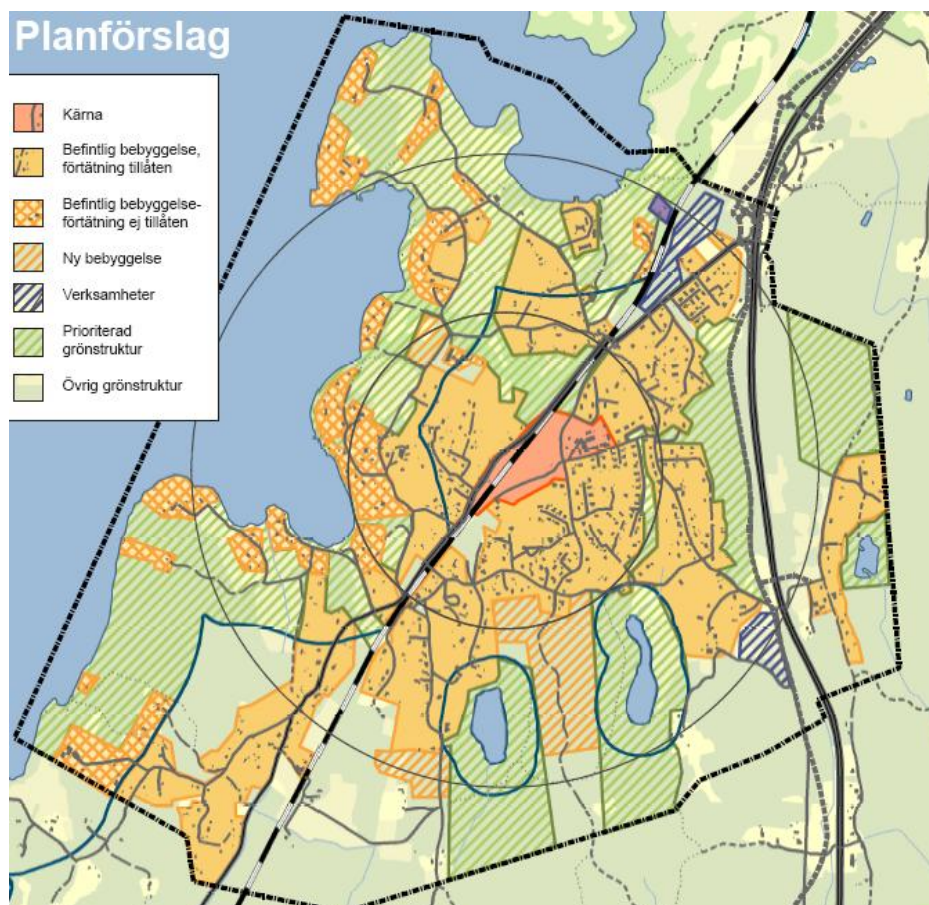 Planförslag
Kärna
Befintlig bebyggelse,
förtätning tillåten
Befintlig bebyggelse-
förtätning ej tillåten
Ny bebyggelse
Verksamheter
Prioriterad
grönstruktur
Övrig grönstruktur